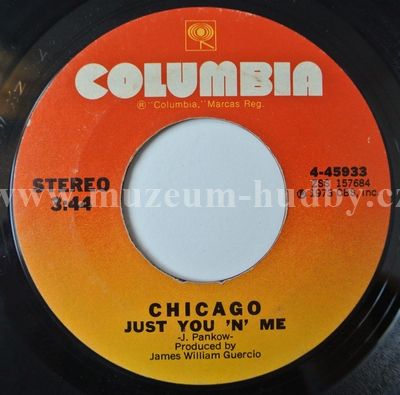 COLUMBIA
® "Columbia," Marcas Reg.
STEREO
3:44
4-45933
ZSS 157684
℗ 1973 CBS, Inc.
www.muzeum-hudby.cz
CHICAGO
JUST YOU 'N' ME
-J. Pankow-
Produced by
James William Guercio